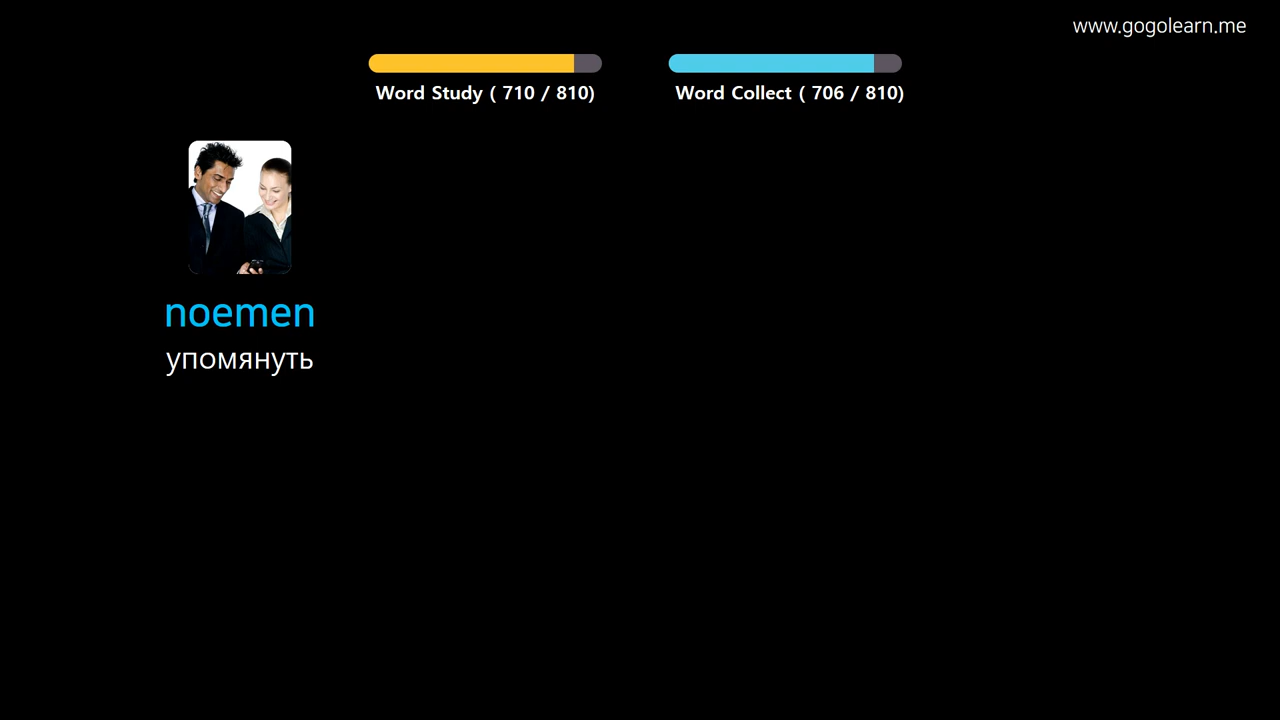 www.gogolearn.me
Word Study ( 710 / 810)
Word Collect ( 706 / 810)
noemen
упомянуть